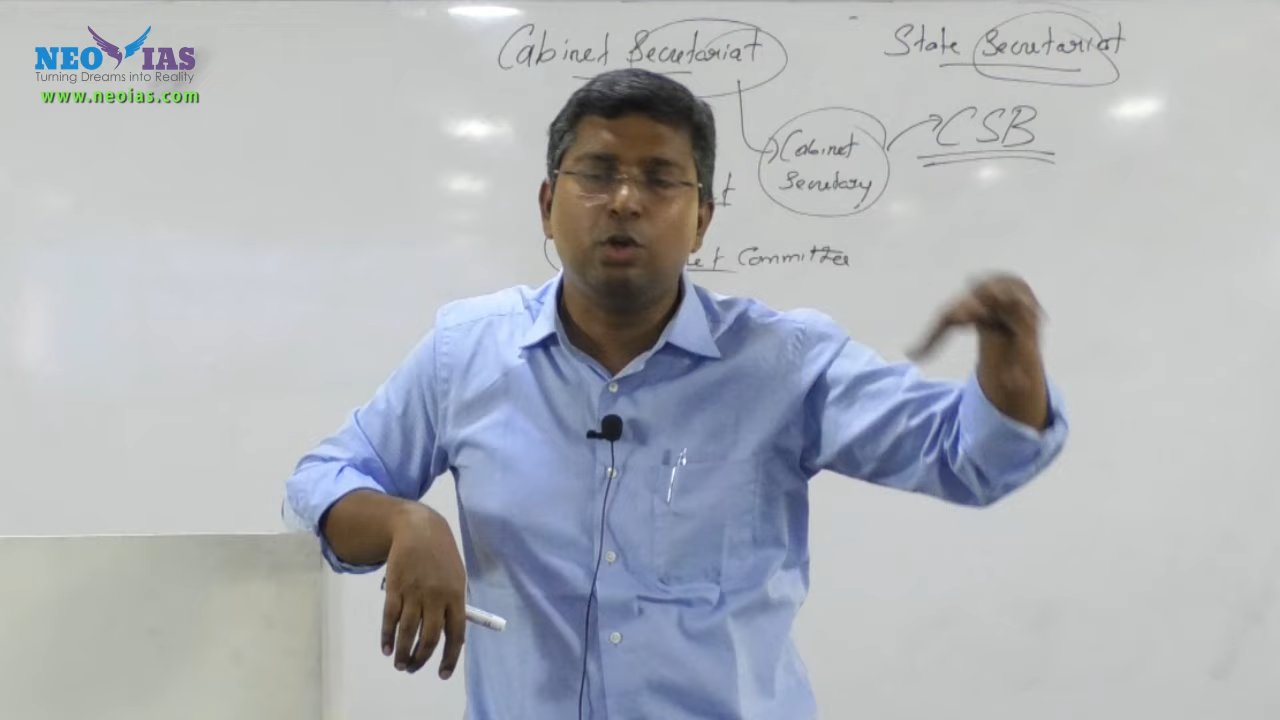 NEO IAS
Turning Dreams into Reality
www.neoias.com
Cabinet Secretariat
State Secretariat
Cabinet
Secretary
CSB
Committee